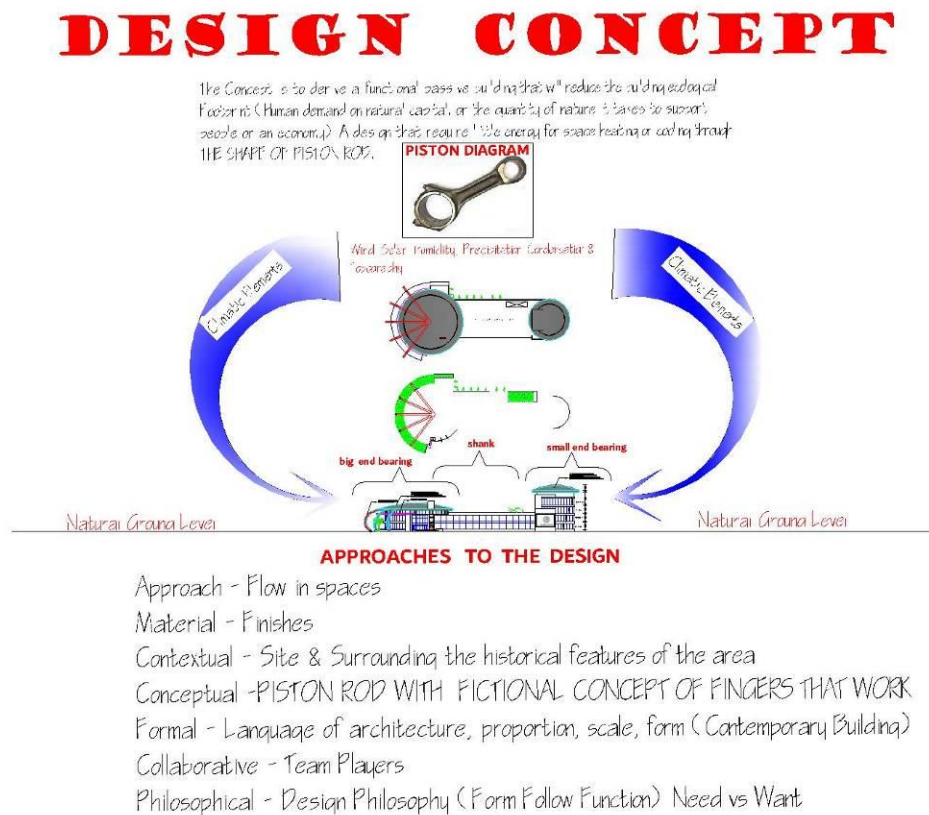 DESIGN CONCEPT
The Concept is to derive a functional passive building that will reduce the building ecological
Footprint ( Human demand on natural capital, or the quantity of nature it takes to support
people or an economy) A design that require little energy for space heating or cooling through
THE SHAPE OF PISTON ROD.
PISTON DIAGRAM
Wind Solar Humidity, Precipitation Condensation &
Topography
Climatic Elements
Climatic Elements
big end bearing
shank
small end bearing
Natural Ground Level
Natural Ground Level
APPROACHES TO THE DESIGN
Approach - Flow in spaces
Material - Finishes
Contextual - Site & Surrounding the historical features of the area
Conceptual -PISTON ROD WITH FICTIONAL CONCEPT OF FINGERS THAT WORK
Formal - Language of architecture, proportion, scale, form ( Contemporary Building)
Collaborative - Team Players
Philosophical - Design Philosophy ( Form Follow Function) Need vs Want